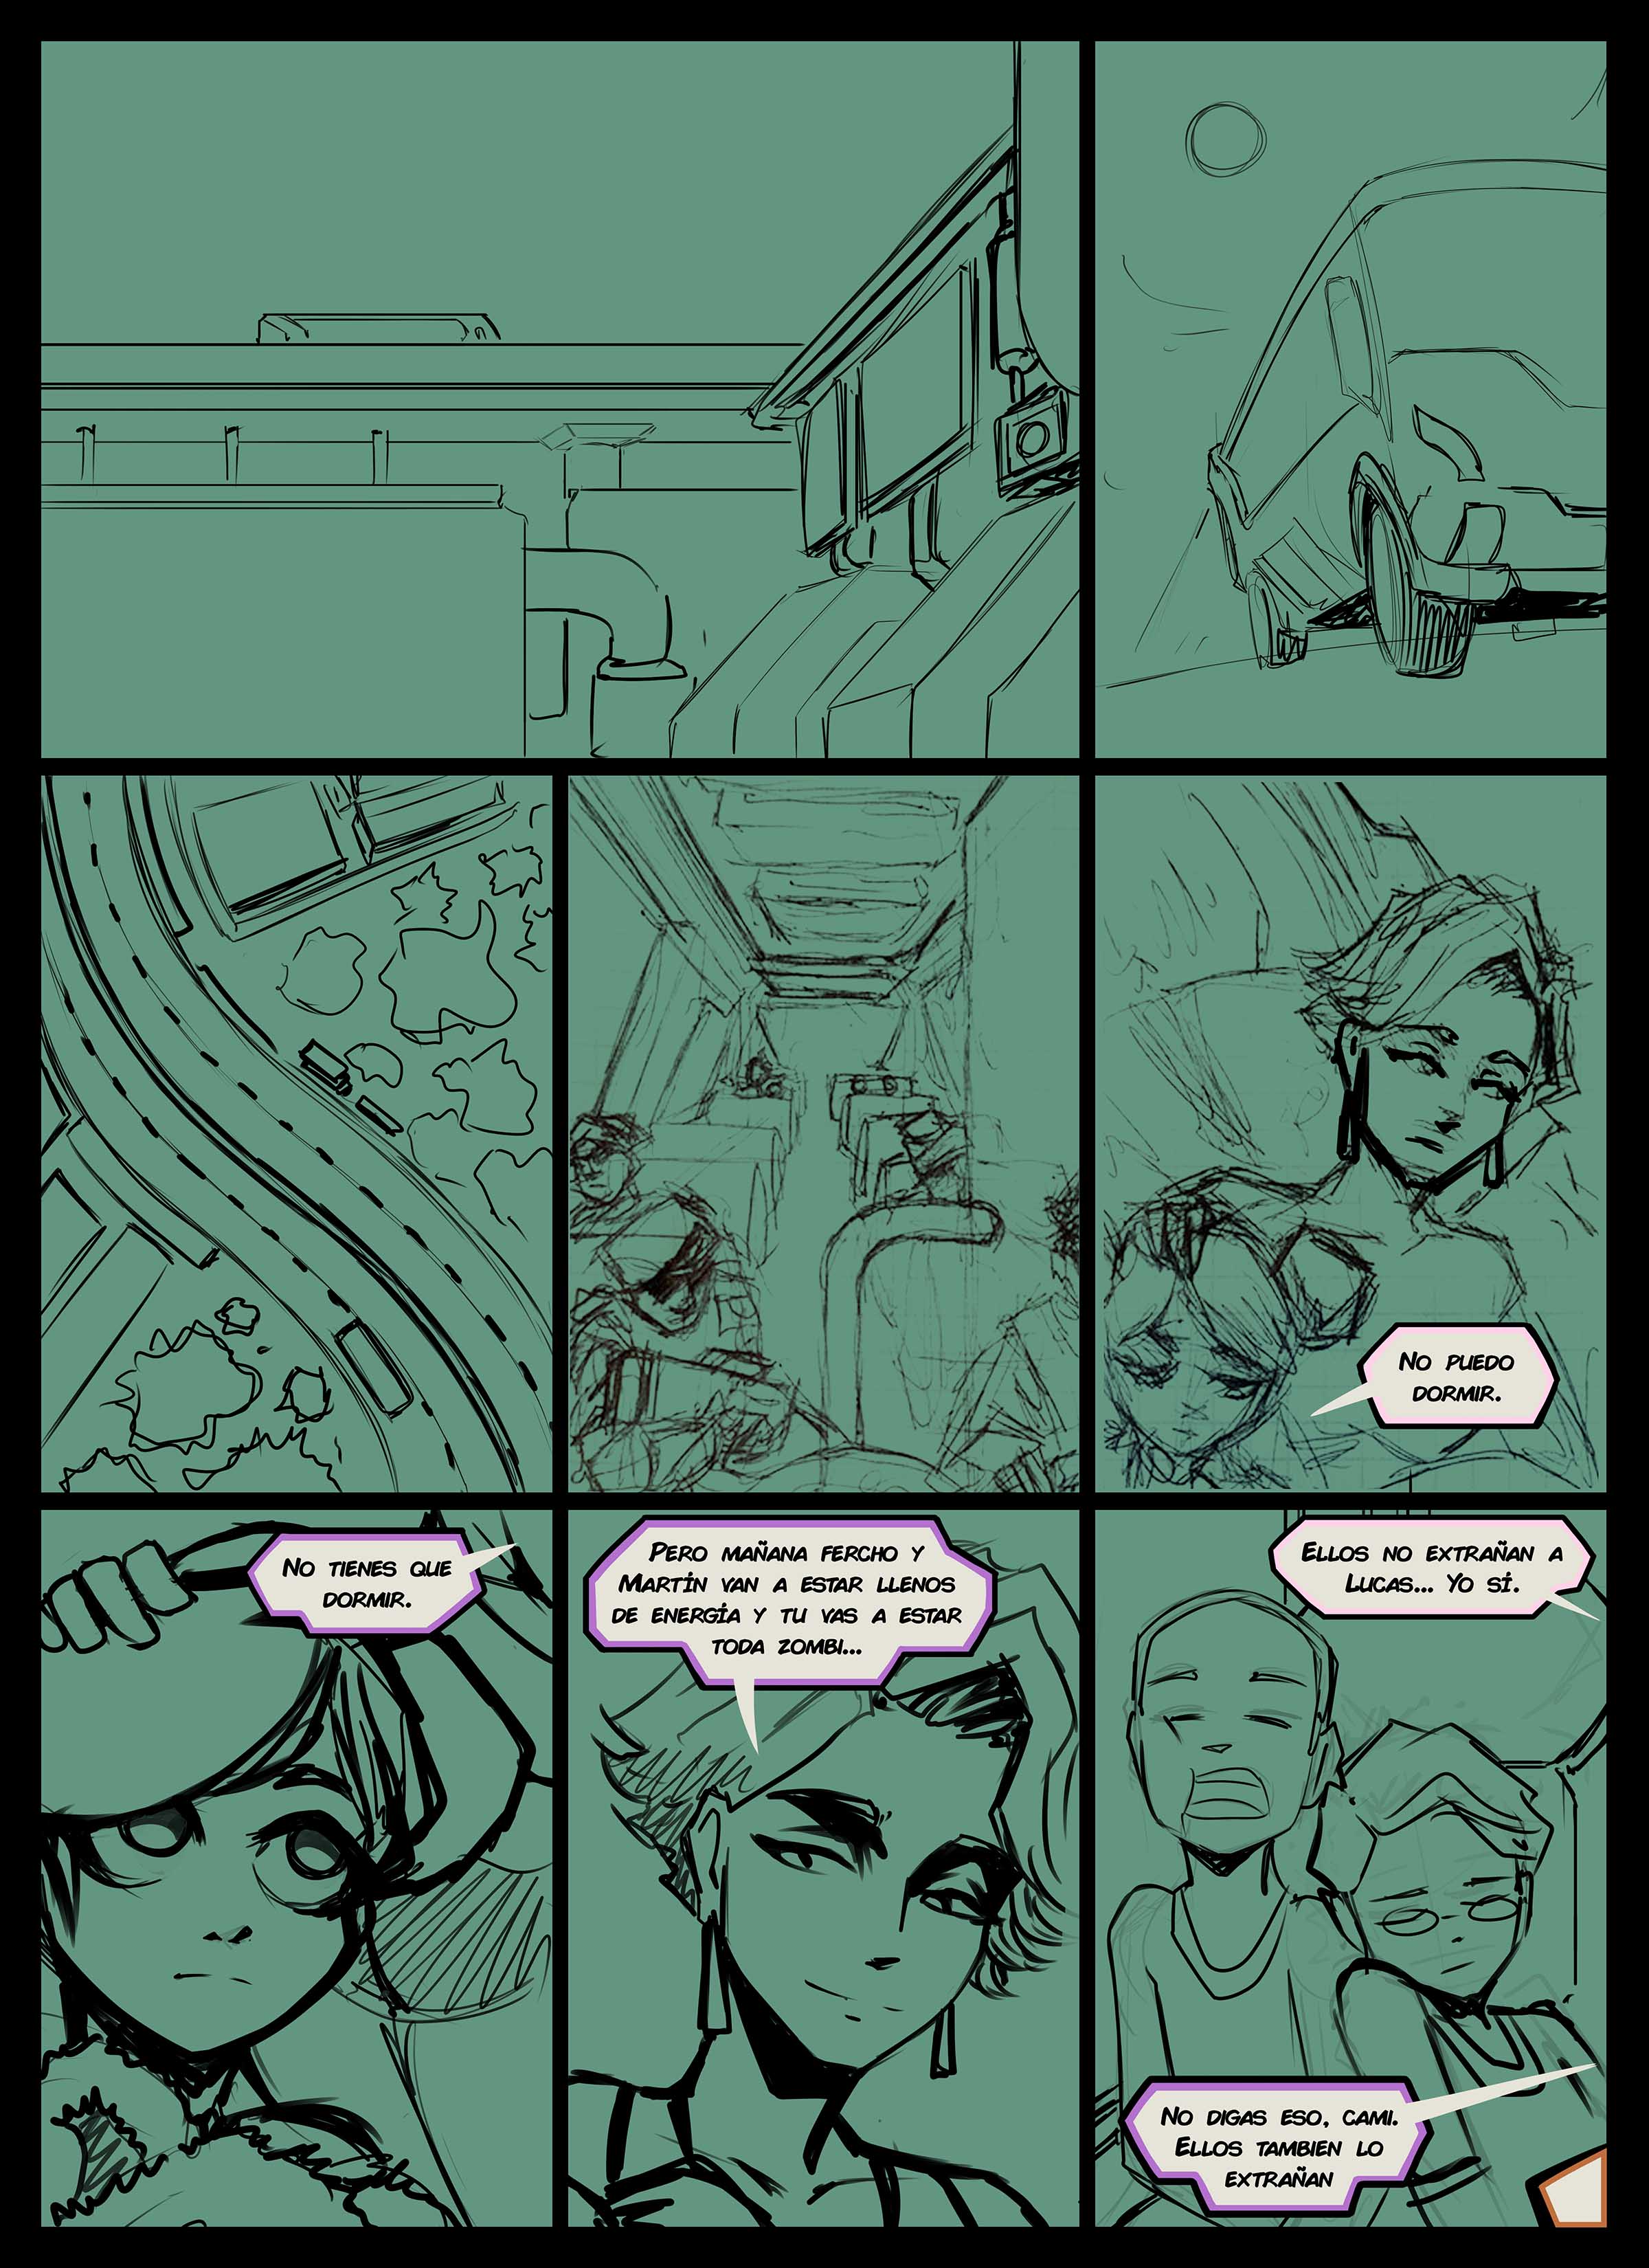 No puedo
dormir.
No tienes que
dormir.
Pero mañana fercho y
Martín van a estar llenos
de energía y tu vas a estar
toda zombi...
Ellos no extrañan a
Lucas... Yo sí.
No digas eso, cami.
Ellos tambien lo
extrañan